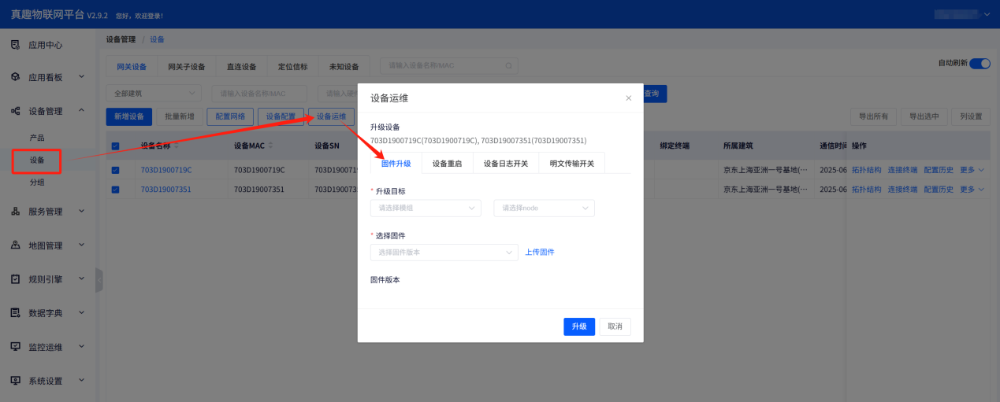 真趣物联网平台 V2.9.2 您好，欢迎登录!
应用中心
应用看板
设备管理
产品
设备
分组
服务管理
地图管理
规则引擎
数据字典
监控运维
系统设置
设备管理 / 设备
网关设备 网关子设备 直连设备 定位信标 未知设备 请输入设备名称/MAC 自动刷新
全部建筑 请输入设备名称/MAC 请输入硬件 查询
新增设备 批量新增 配置网络 设备配置 设备运维 导出所有 导出选中 列设置
设备名称 设备MAC 设备SN 绑定终端 所属建筑 通信时间 操作
703D1900719C 703D1900719C 703D190071 京东上海亚洲一号基地(··· 2025-06 拓扑结构 连接终端 配置历史 更多
703D19007351 703D19007351 703D190073 京东上海亚洲一号基地(··· 2025-06 拓扑结构 连接终端 配置历史 更多
设备运维
升级设备
703D1900719C(703D1900719C), 703D19007351(703D19007351)
固件升级 设备重启 设备日志开关 明文传输开关
* 升级目标
请选择模组 请选择node
* 选择固件
选择固件版本 上传固件
固件版本
升级 取消